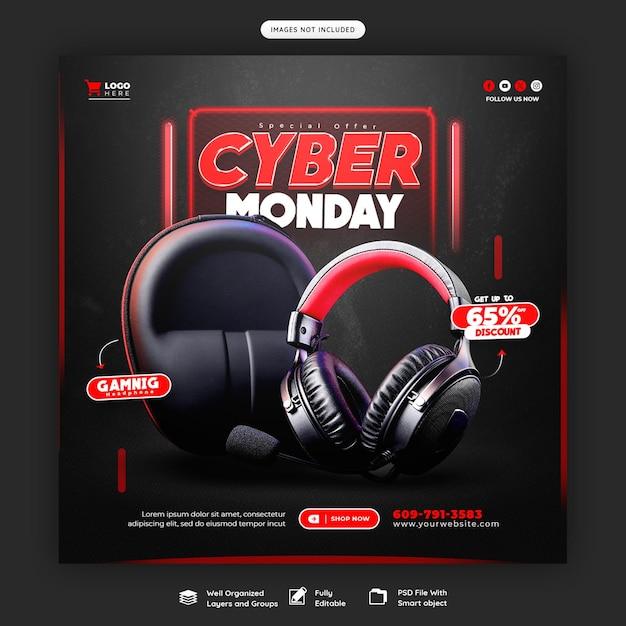 IMAGES NOT INCLUDED
LOGO
HERE
FOLLOW US NOW
Special Offer
CYBER
MONDAY
GET UP TO
65% OFF
DISCOUNT
GAMNIG
Headphone
Lorem ipsum dolor sit amet, consectetur
adipiscing elit, sed do eiusmod tempor
SHOP NOW
609-791-3583
www.yourwebsite.com
Well Organized
Layers and Groups
Fully
Editable
PSD File With
Smart object